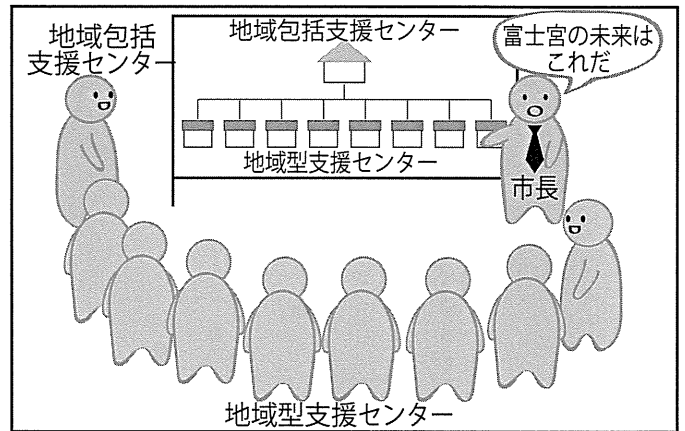 地域包括
支援センター
地域包括支援センター
富士宮の未来は
これだ
地域型支援センター
市長
地域型支援センター